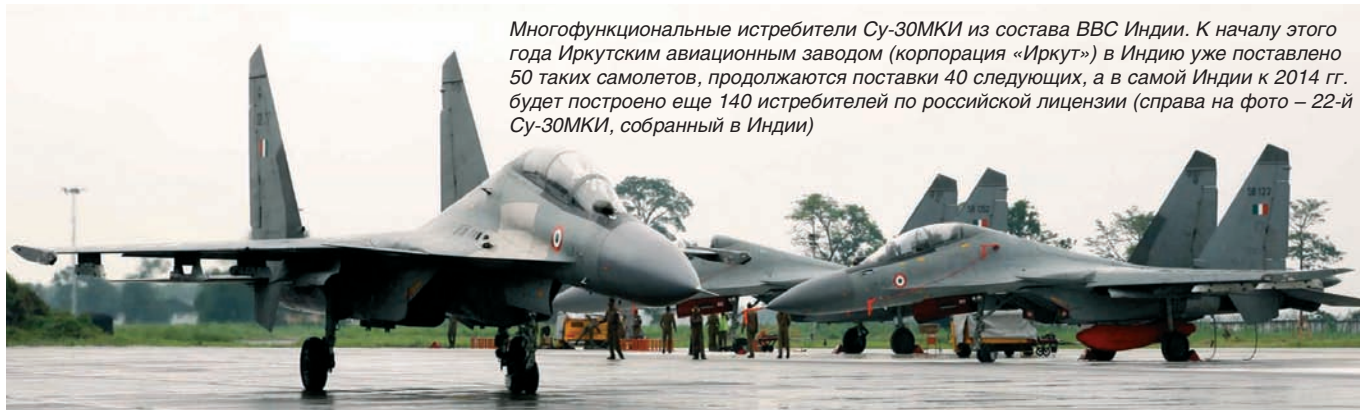 Многофункциональные истребители Су-30МКИ из состава ВВС Индии. К началу этого
года Иркутским авиационным заводом (корпорация «Иркут») в Индию уже поставлено
50 таких самолетов, продолжаются поставки 40 следующих, а в самой Индии к 2014 гг.
будет построено еще 140 истребителей по российской лицензии (справа на фото – 22-й
Су-30МКИ, собранный в Индии)
SB 122